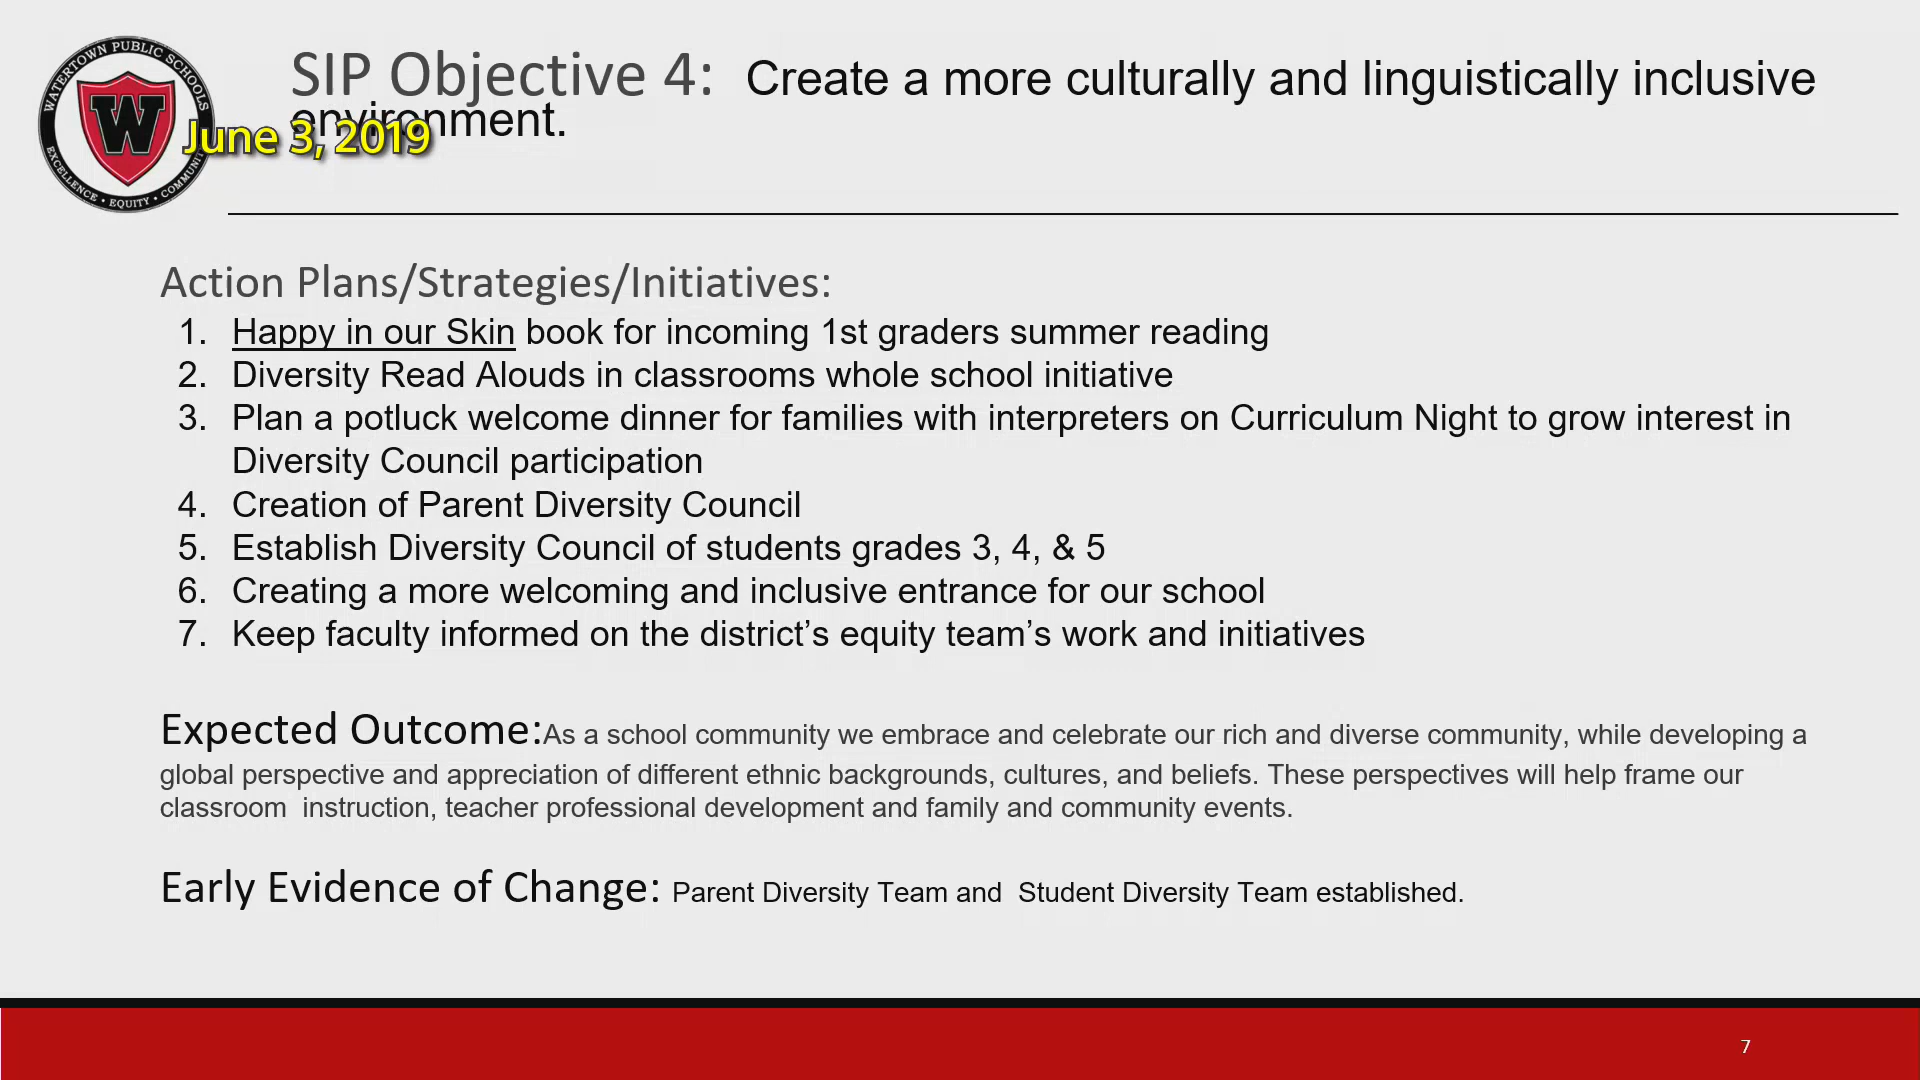 WATERTOWN PUBLIC SCHOOLS
W
EXCELLENCE • EQUITY • COMMUNITY
SIP Objective 4: Create a more culturally and linguistically inclusive
environment.
June 3, 2019
Action Plans/Strategies/Initiatives:
1. Happy in our Skin book for incoming 1st graders summer reading
2. Diversity Read Alouds in classrooms whole school initiative
3. Plan a potluck welcome dinner for families with interpreters on Curriculum Night to grow interest in
Diversity Council participation
4. Creation of Parent Diversity Council
5. Establish Diversity Council of students grades 3, 4, & 5
6. Creating a more welcoming and inclusive entrance for our school
7. Keep faculty informed on the district’s equity team’s work and initiatives
Expected Outcome:As a school community we embrace and celebrate our rich and diverse community, while developing a
global perspective and appreciation of different ethnic backgrounds, cultures, and beliefs. These perspectives will help frame our
classroom  instruction, teacher professional development and family and community events.
Early Evidence of Change: Parent Diversity Team and  Student Diversity Team established.
7